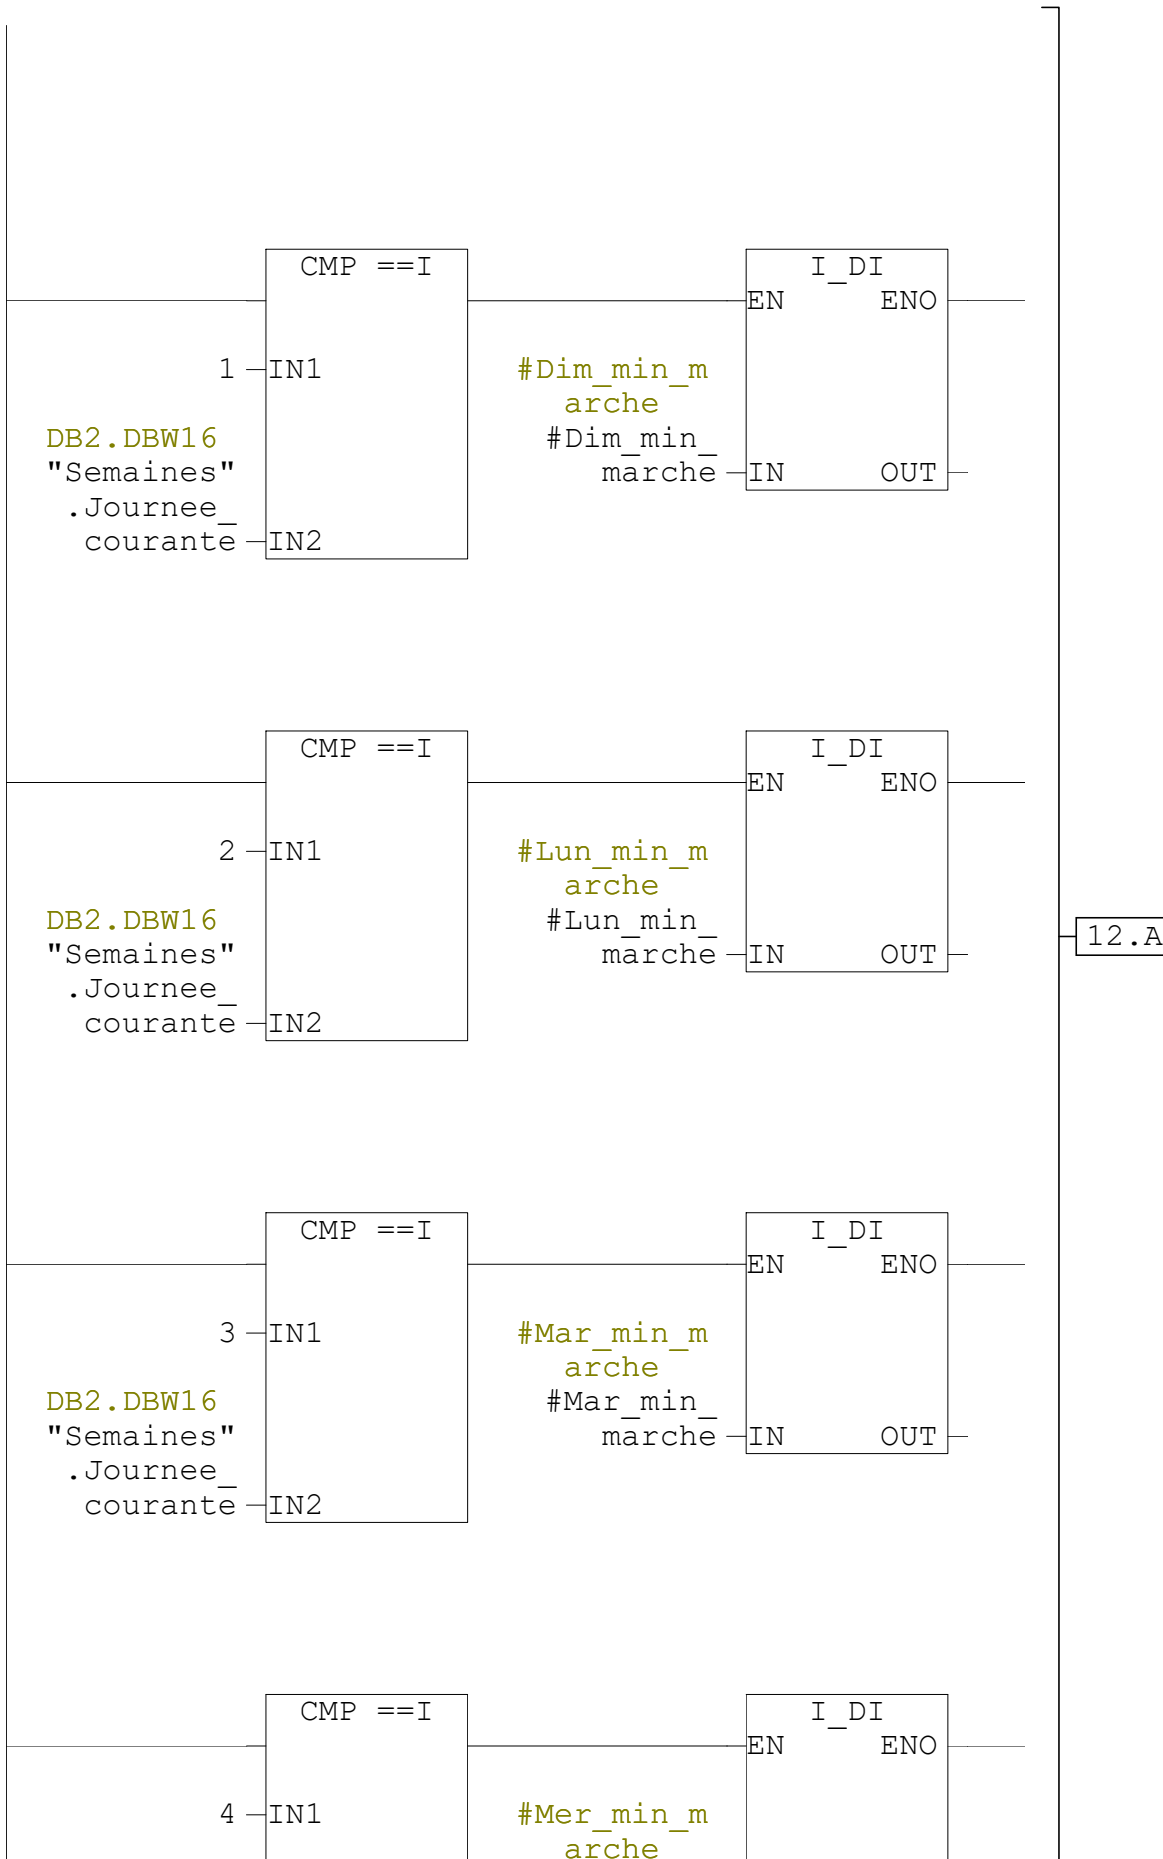 CMP ==I
I_DI
EN ENO
1 IN1
#Dim_min_m
arche
DB2.DBW16
#Dim_min_
"Semaines"
marche IN OUT
.Journee_
courante IN2
CMP ==I
I_DI
EN ENO
2 IN1
#Lun_min_m
arche
DB2.DBW16
#Lun_min_
12.A
"Semaines"
marche IN OUT
.Journee_
courante IN2
CMP ==I
I_DI
EN ENO
3 IN1
#Mar_min_m
arche
DB2.DBW16
#Mar_min_
"Semaines"
marche IN OUT
.Journee_
courante IN2
CMP ==I
I_DI
EN ENO
4 IN1
#Mer_min_m
arche